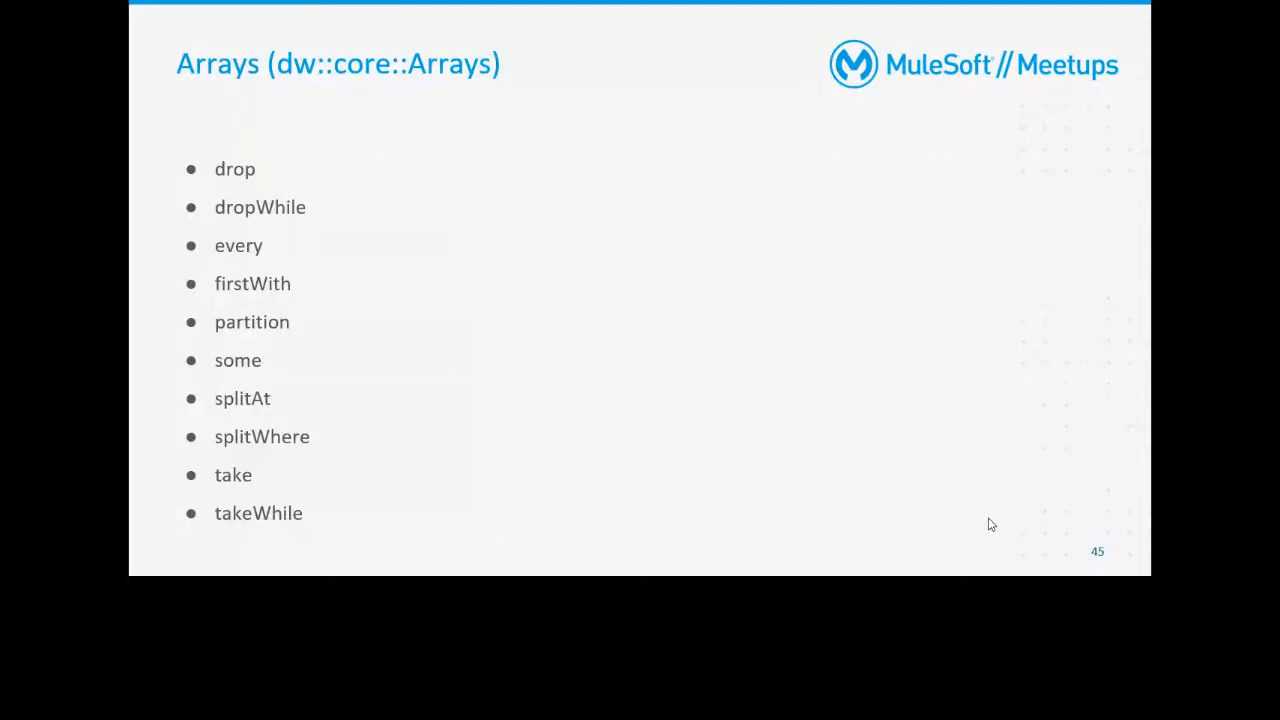 Arrays (dw::core::Arrays)
MuleSoft // Meetups
● drop
● dropWhile
● every
● firstWith
● partition
● some
● splitAt
● splitWhere
● take
● takeWhile
45